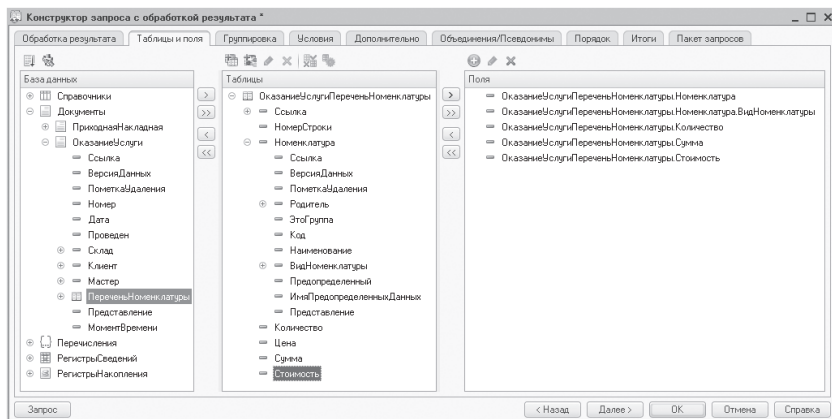 Конструктор запроса с обработкой результата *
Обработка результата
Таблицы и поля
Группировка
Условия
Дополнительно
Объединения/Псевдонимы
Порядок
Итоги
Пакет запросов
База данных
Справочники
Документы
ПриходнаяНакладная
ОказаниеУслуги
Ссылка
ВерсияДанных
ПометкаУдаления
Номер
Дата
Проведен
Склад
Клиент
Мастер
ПереченьНоменклатуры
Представление
МоментВремени
Перечисления
РегистрыСведений
РегистрыНакопления
>
>>
<
<<
Таблицы
ОказаниеУслугиПереченьНоменклатуры
Ссылка
НомерСтроки
Номенклатура
Ссылка
ВерсияДанных
ПометкаУдаления
Родитель
ЭтоГруппа
Код
Наименование
ВидНоменклатуры
Предопределенный
ИмяПредопределенныхДанных
Представление
Количество
Цена
Сумма
Стоимость
>
>>
<
<<
Поля
ОказаниеУслугиПереченьНоменклатуры.Номенклатура
ОказаниеУслугиПереченьНоменклатуры.Номенклатура.ВидНоменклатуры
ОказаниеУслугиПереченьНоменклатуры.Количество
ОказаниеУслугиПереченьНоменклатуры.Сумма
ОказаниеУслугиПереченьНоменклатуры.Стоимость
Запрос
< Назад
Далее >
OK
Отмена
Справка